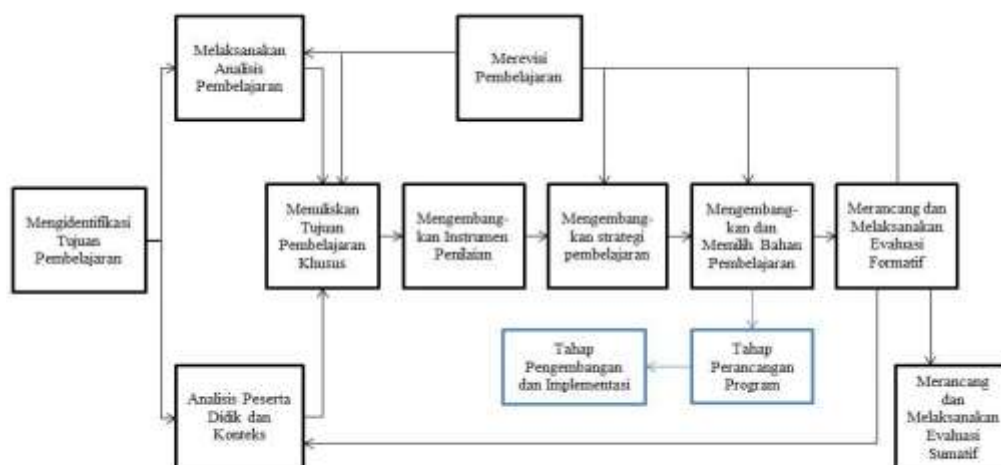 Melaksanakan
Analisis
Pembelajaran
Merevisi
Pembelajaran
Mengidentifikasi
Tujuan
Pembelajaran
Menuliskan
Tujuan
Pembelajaran
Khusus
Mengembang-
kan Instrumen
Penilaian
Mengembang-
kan strategi
pembelajaran
Mengembang-
kan dan
Memilih Bahan
Pembelajaran
Merancang dan
Melaksanakan
Evaluasi
Formatif
Tahap
Pengembangan
dan Implementasi
Tahap
Perancangan
Program
Analisis Peserta
Didik dan
Konteks
Merancang
dan
Melaksanakan
Evaluasi
Sumatif